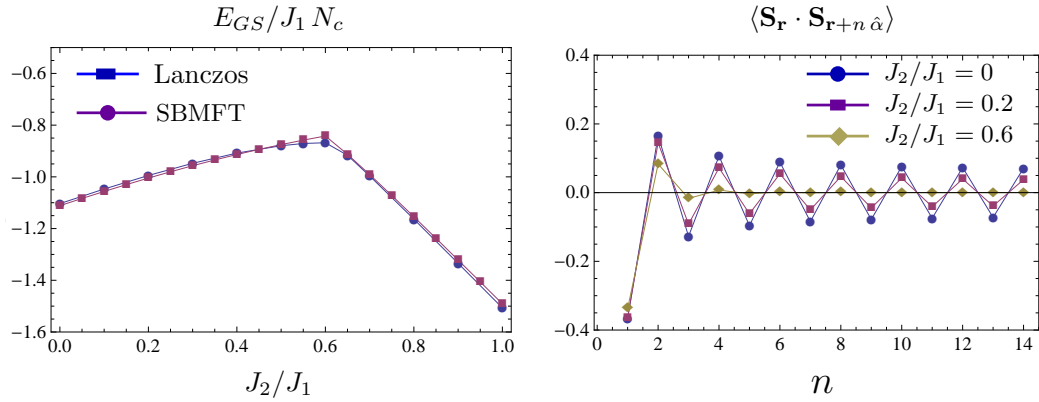 E_{GS}/J_1 N_c
−0.6
−0.8
−1.0
−1.2
−1.4
−1.6
0.0 0.2 0.4 0.6 0.8 1.0
Lanczos
SBMFT
J_2/J_1
⟨S_r · S_{r+n α̂}⟩
0.4
0.2
0.0
−0.2
−0.4
0 2 4 6 8 10 12 14
J_2/J_1 = 0
J_2/J_1 = 0.2
J_2/J_1 = 0.6
n